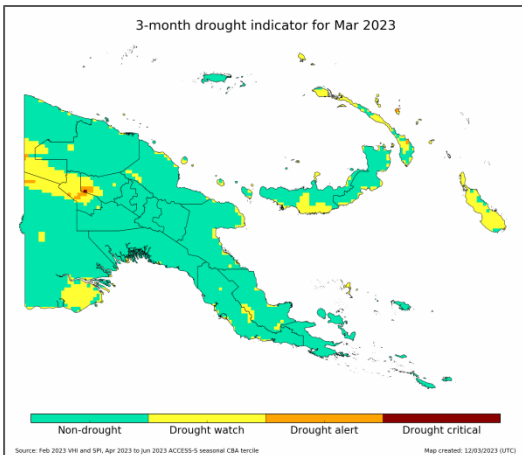 3-month drought indicator for Mar 2023
Non-drought Drought watch Drought alert Drought critical
Source: Feb 2023 VHI and SPI, Apr 2023 to Jun 2023 ACCESS-S seasonal CBA tercile Map created: 12/03/2023 (UTC)